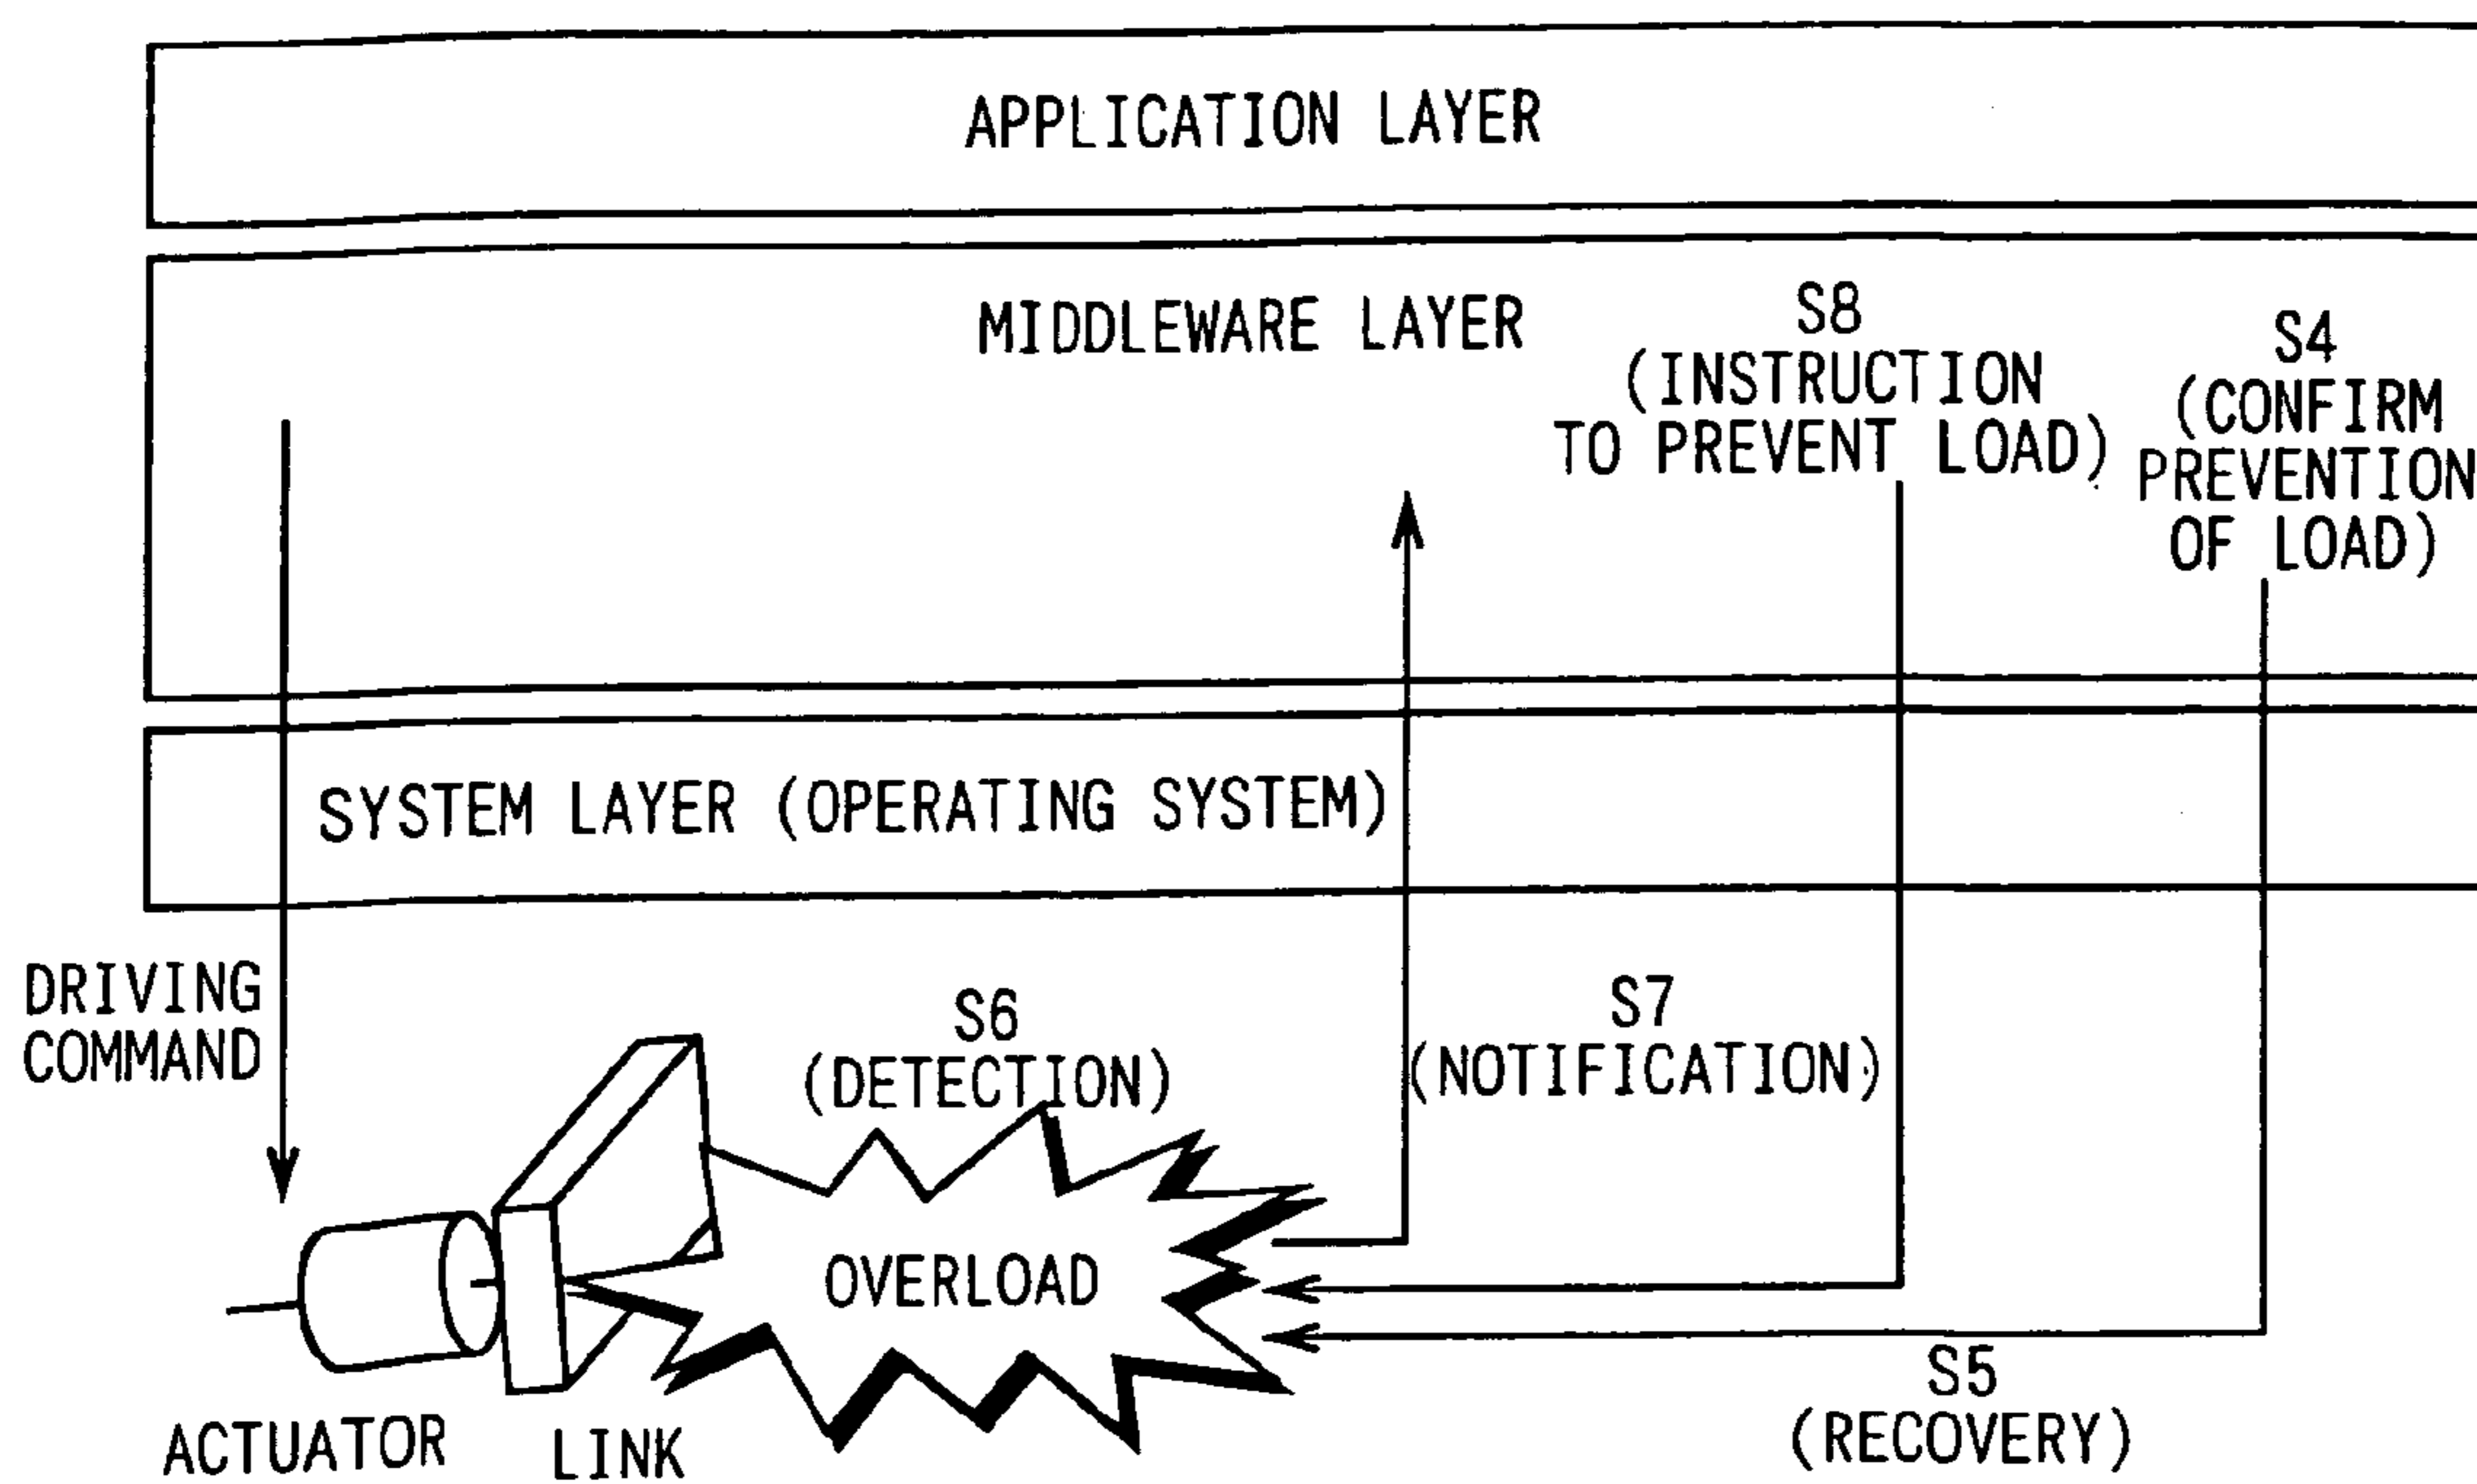 APPLICATION LAYER
MIDDLEWARE LAYER
S8
(INSTRUCTION
TO PREVENT LOAD)
S4
(CONFIRM
PREVENTION
OF LOAD)
SYSTEM LAYER (OPERATING SYSTEM)
DRIVING
COMMAND
S6
(DETECTION)
S7
(NOTIFICATION)
OVERLOAD
S5
(RECOVERY)
ACTUATOR
LINK